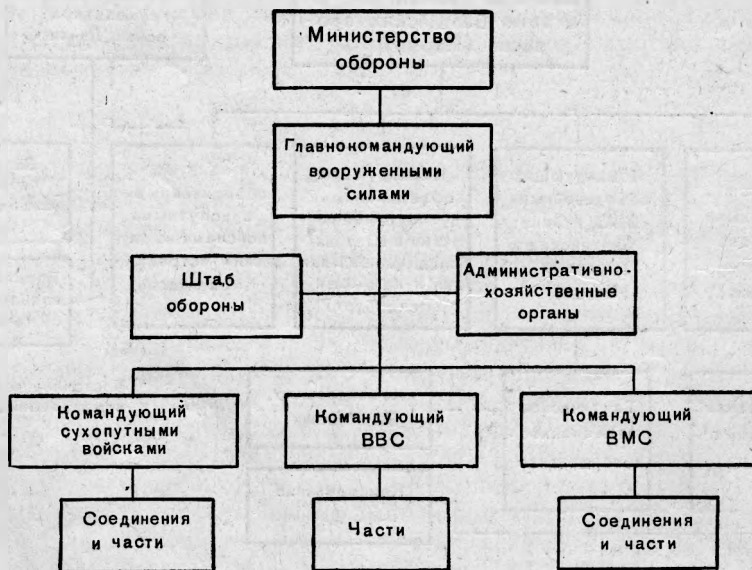 Министерство
обороны
Главнокомандующий
вооруженными
силами
Штаб
обороны
Административно-
хозяйственные
органы
Командующий
сухопутными
войсками
Командующий
ВВС
Командующий
ВМС
Соединения
и части
Части
Соединения
и части